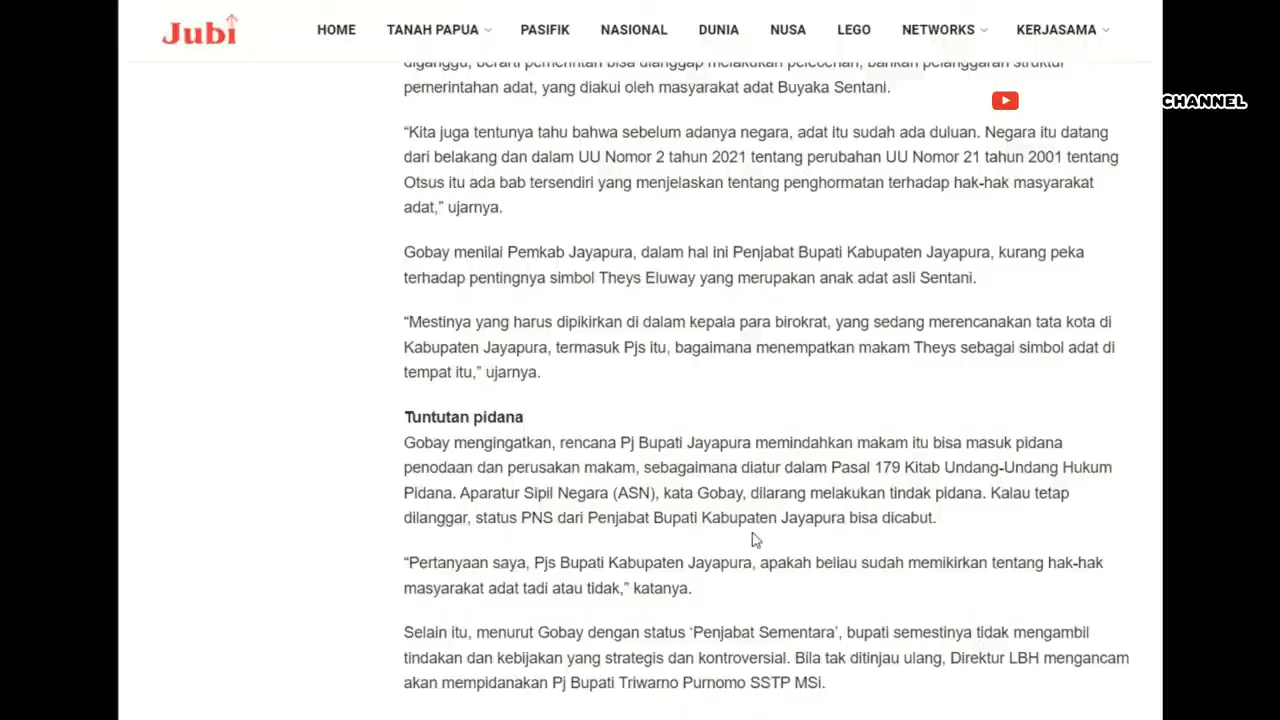 Jubi
HOME TANAH PAPUA PASIFIK NASIONAL DUNIA NUSA LEGO NETWORKS KERJASAMA
diganggu, berarti pemerintah bisa dianggap melakukan pelecehan, bahkan pelanggaran struktur
pemerintahan adat, yang diakui oleh masyarakat adat Buyaka Sentani.
CHANNEL
“Kita juga tentunya tahu bahwa sebelum adanya negara, adat itu sudah ada duluan. Negara itu datang
dari belakang dan dalam UU Nomor 2 tahun 2021 tentang perubahan UU Nomor 21 tahun 2001 tentang
Otsus itu ada bab tersendiri yang menjelaskan tentang penghormatan terhadap hak-hak masyarakat
adat,” ujarnya.
Gobay menilai Pemkab Jayapura, dalam hal ini Penjabat Bupati Kabupaten Jayapura, kurang peka
terhadap pentingnya simbol Theys Eluway yang merupakan anak adat asli Sentani.
“Mestinya yang harus dipikirkan di dalam kepala para birokrat, yang sedang merencanakan tata kota di
Kabupaten Jayapura, termasuk Pjs itu, bagaimana menempatkan makam Theys sebagai simbol adat di
tempat itu,” ujarnya.
Tuntutan pidana
Gobay mengingatkan, rencana Pj Bupati Jayapura memindahkan makam itu bisa masuk pidana
penodaan dan perusakan makam, sebagaimana diatur dalam Pasal 179 Kitab Undang-Undang Hukum
Pidana. Aparatur Sipil Negara (ASN), kata Gobay, dilarang melakukan tindak pidana. Kalau tetap
dilanggar, status PNS dari Penjabat Bupati Kabupaten Jayapura bisa dicabut.
“Pertanyaan saya, Pjs Bupati Kabupaten Jayapura, apakah beliau sudah memikirkan tentang hak-hak
masyarakat adat tadi atau tidak,” katanya.
Selain itu, menurut Gobay dengan status ‘Penjabat Sementara’, bupati semestinya tidak mengambil
tindakan dan kebijakan yang strategis dan kontroversial. Bila tak ditinjau ulang, Direktur LBH mengancam
akan mempidanakan Pj Bupati Triwarno Purnomo SSTP MSi.